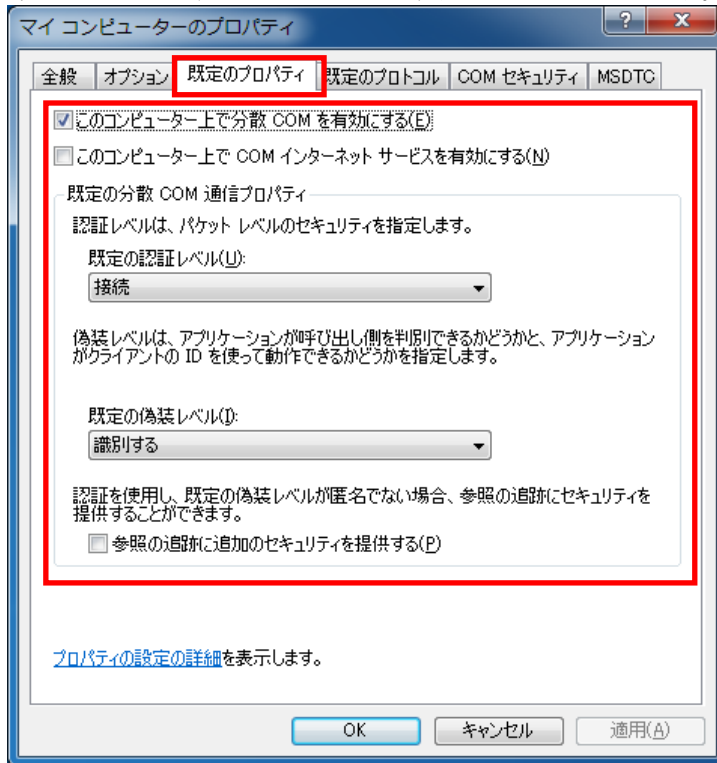 マイ コンピューターのプロパティ
全般 オプション 既定のプロパティ 既定のプロトコル COM セキュリティ MSDTC
このコンピューター上で分散 COM を有効にする(E)
このコンピューター上で COM インターネット サービスを有効にする(N)
既定の分散 COM 通信プロパティ
認証レベルは、パケット レベルのセキュリティを指定します。
既定の認証レベル(U):
接続
偽装レベルは、アプリケーションが呼び出し側を判別できるかどうかと、アプリケーション
がクライアントの ID を使って動作できるかどうかを指定します。
既定の偽装レベル(I):
識別する
認証を使用し、既定の偽装レベルが匿名でない場合、参照の追跡にセキュリティを
提供することができます。
参照の追跡に追加のセキュリティを提供する(P)
プロパティの設定の詳細を表示します。
OK キャンセル 適用(A)